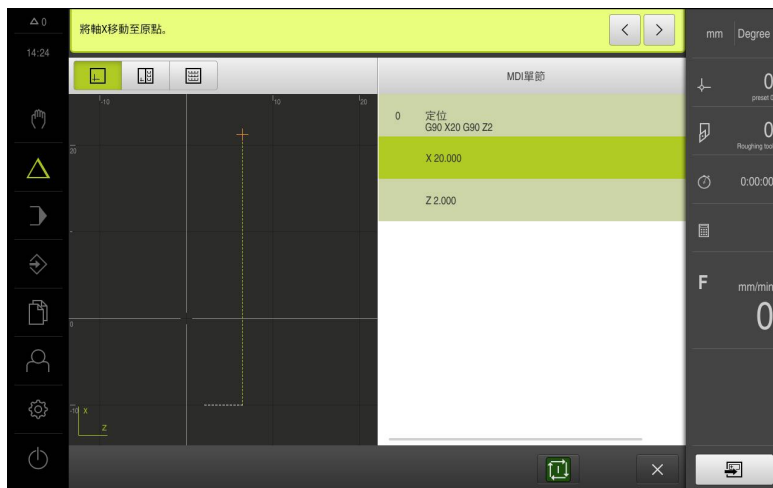 0
14:24
將軸X移動至原點。
MDI單節
-10
10
20
20
0
-10
X
Z
0 定位
G90 X20 G90 Z2
X 20.000
Z 2.000
mm Degree
0
preset 0
0
Roughing tool
0:00:00
F mm/min
0